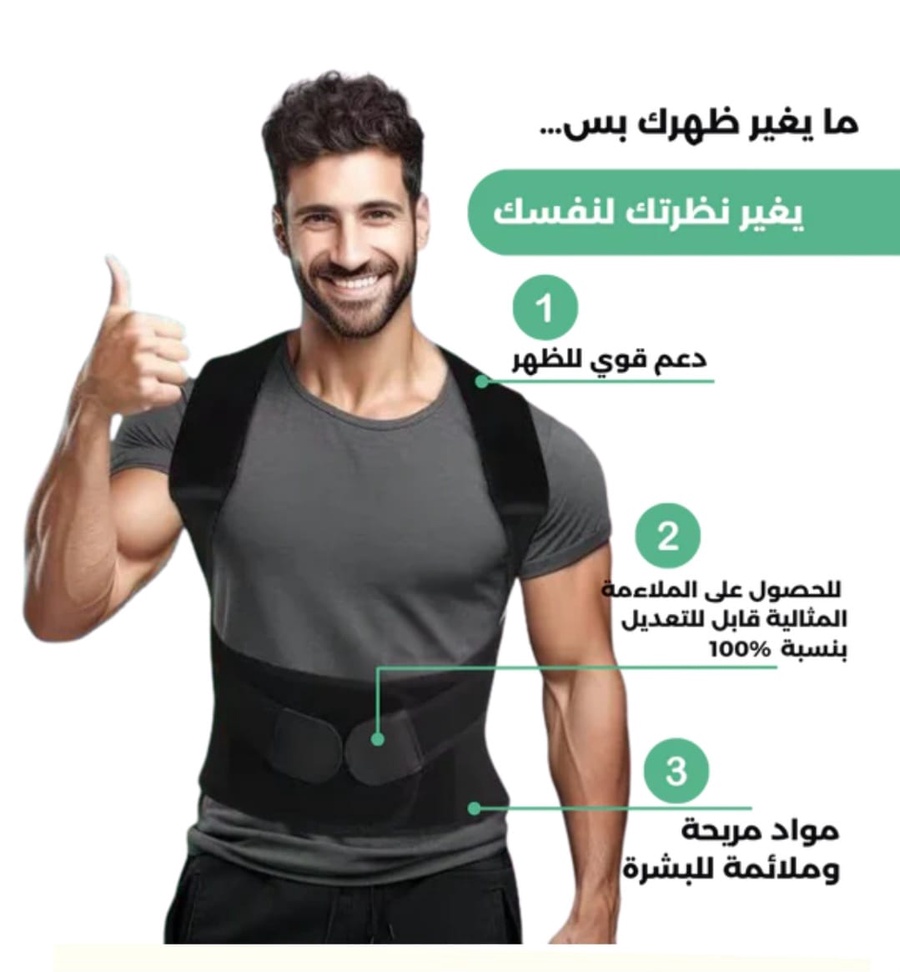 ما يغير ظهرك بس...
يغير نظرتك لنفسك
1
دعم قوي للظهر
2
للحصول على الملاءمة
المثالية قابل للتعديل
بنسبة 100%
3
مواد مريحة
وملائمة للبشرة